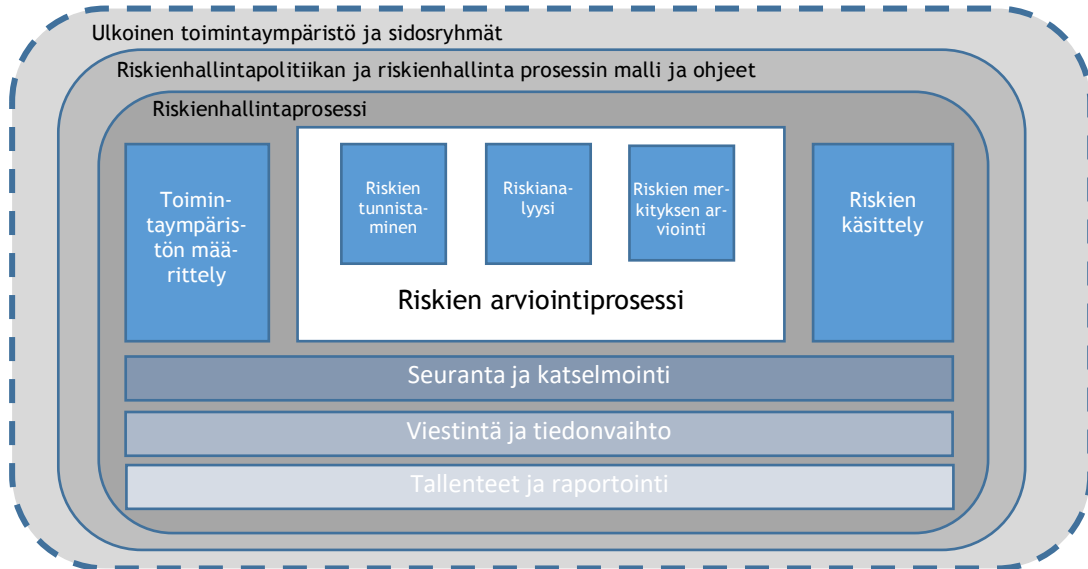 Ulkoinen toimintaympäristö ja sidosryhmät
Riskienhallintapolitiikan ja riskienhallinta prosessin malli ja ohjeet
Riskienhallintaprosessi
Toimin-
taympäris-
tön mää-
rittely
Riskien
tunnista-
minen
Riskiana-
lyysi
Riskien mer-
kityksen ar-
viointi
Riskien arviointiprosessi
Riskien
käsittely
Seuranta ja katselmointi
Viestintä ja tiedonvaihto
Tallenteet ja raportointi